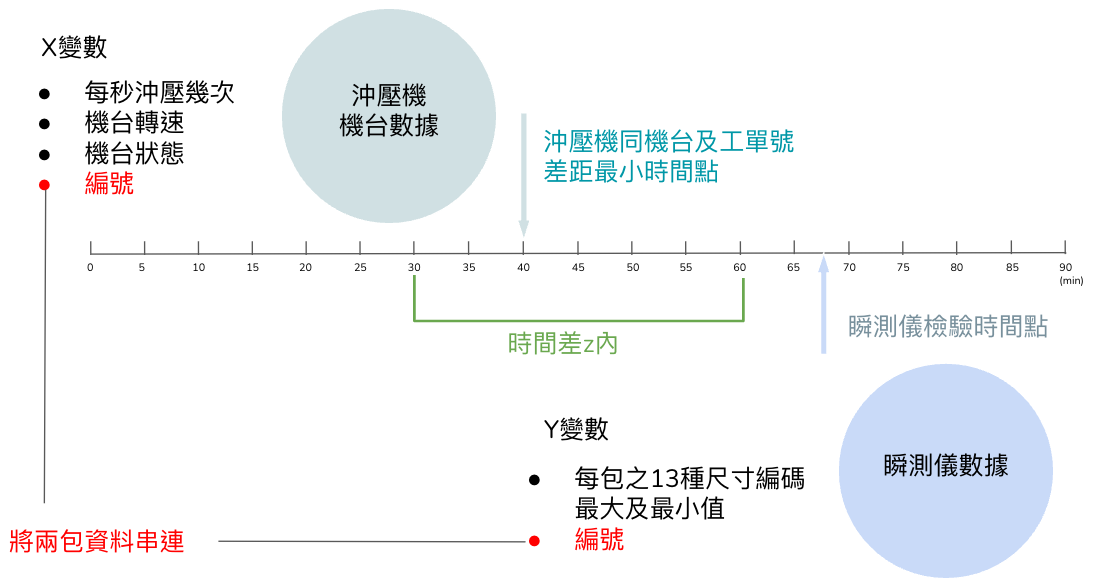 X變數
每秒沖壓幾次
機台轉速
機台狀態
編號
沖壓機
機台數據
沖壓機同機台及工單號
差距最小時間點
0 5 10 15 20 25 30 35 40 45 50 55 60 65 70 75 80 85 90
(min)
時間差z內
瞬測儀檢驗時間點
Y變數
每包之13種尺寸編碼
最大及最小值
編號
瞬測儀數據
將兩包資料串連